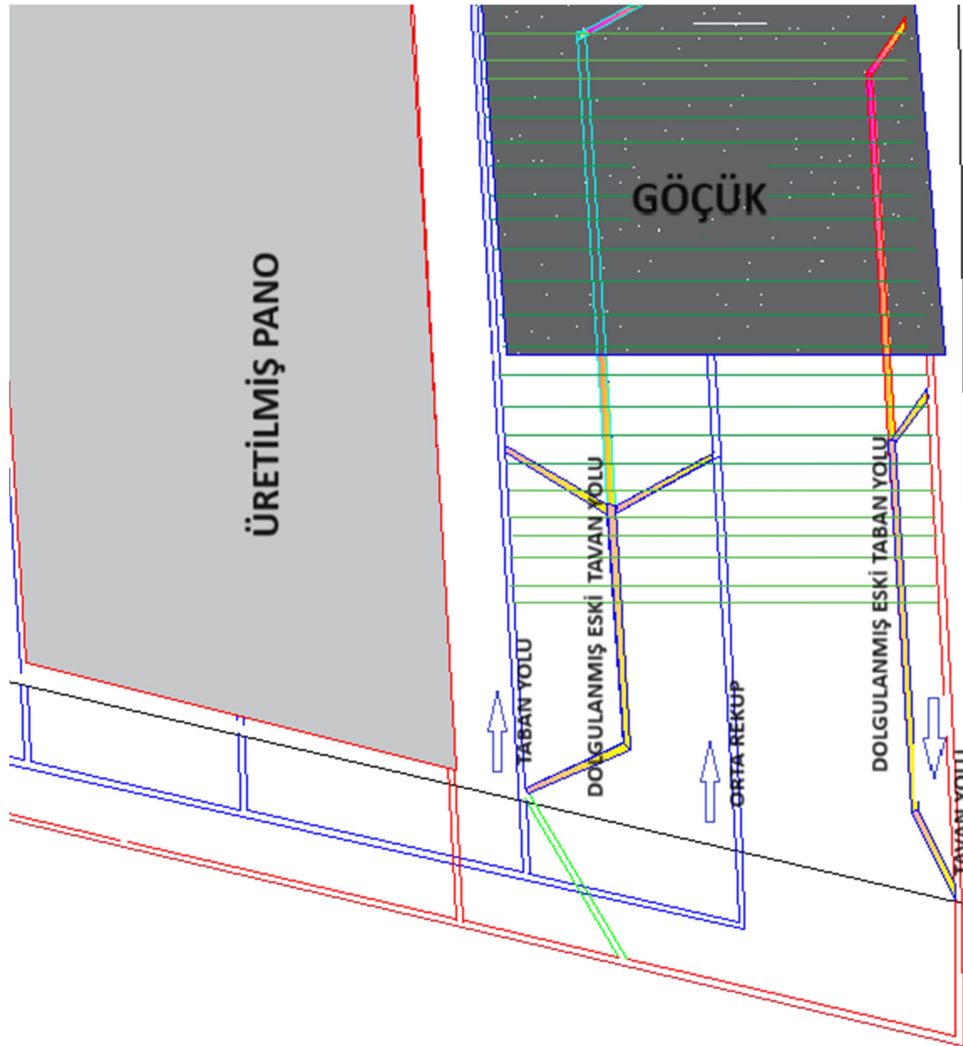 GÖÇÜK
ÜRETİLMİŞ PANO
TABAN YOLU
DOLGULANMIŞ ESKİ TAVAN YOLU
ORTA REKUP
DOLGULANMIŞ ESKİ TABAN YOLU
TAVAN YOLU